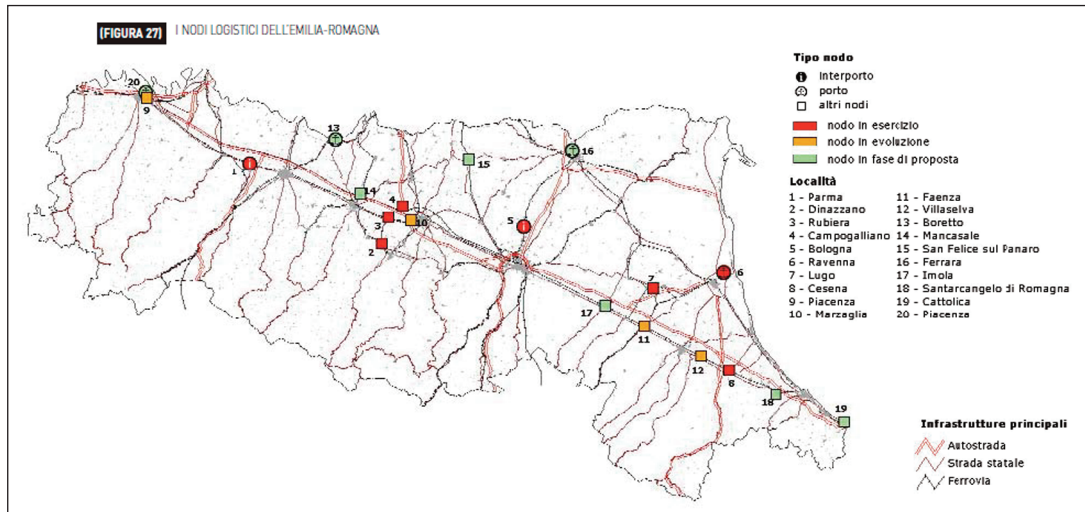 (FIGURA 27) I NODI LOGISTICI DELL'EMILIA-ROMAGNA
Tipo nodo
interporto
porto
altri nodi
nodo in esercizio
nodo in evoluzione
nodo in fase di proposta
Località
1 - Parma
2 - Dinazzano
3 - Rubiera
4 - Campogalliano
5 - Bologna
6 - Ravenna
7 - Lugo
8 - Cesena
9 - Piacenza
10 - Marzaglia
11 - Faenza
12 - Villaselva
13 - Boretto
14 - Mancasale
15 - San Felice sul Panaro
16 - Ferrara
17 - Imola
18 - Santarcangelo di Romagna
19 - Cattolica
20 - Piacenza
20
9
13
16
15
1
14
4
10
3
5
2
6
7
17
11
12
8
18
19
Infrastrutture principali
Autostrada
Strada statale
Ferrovia